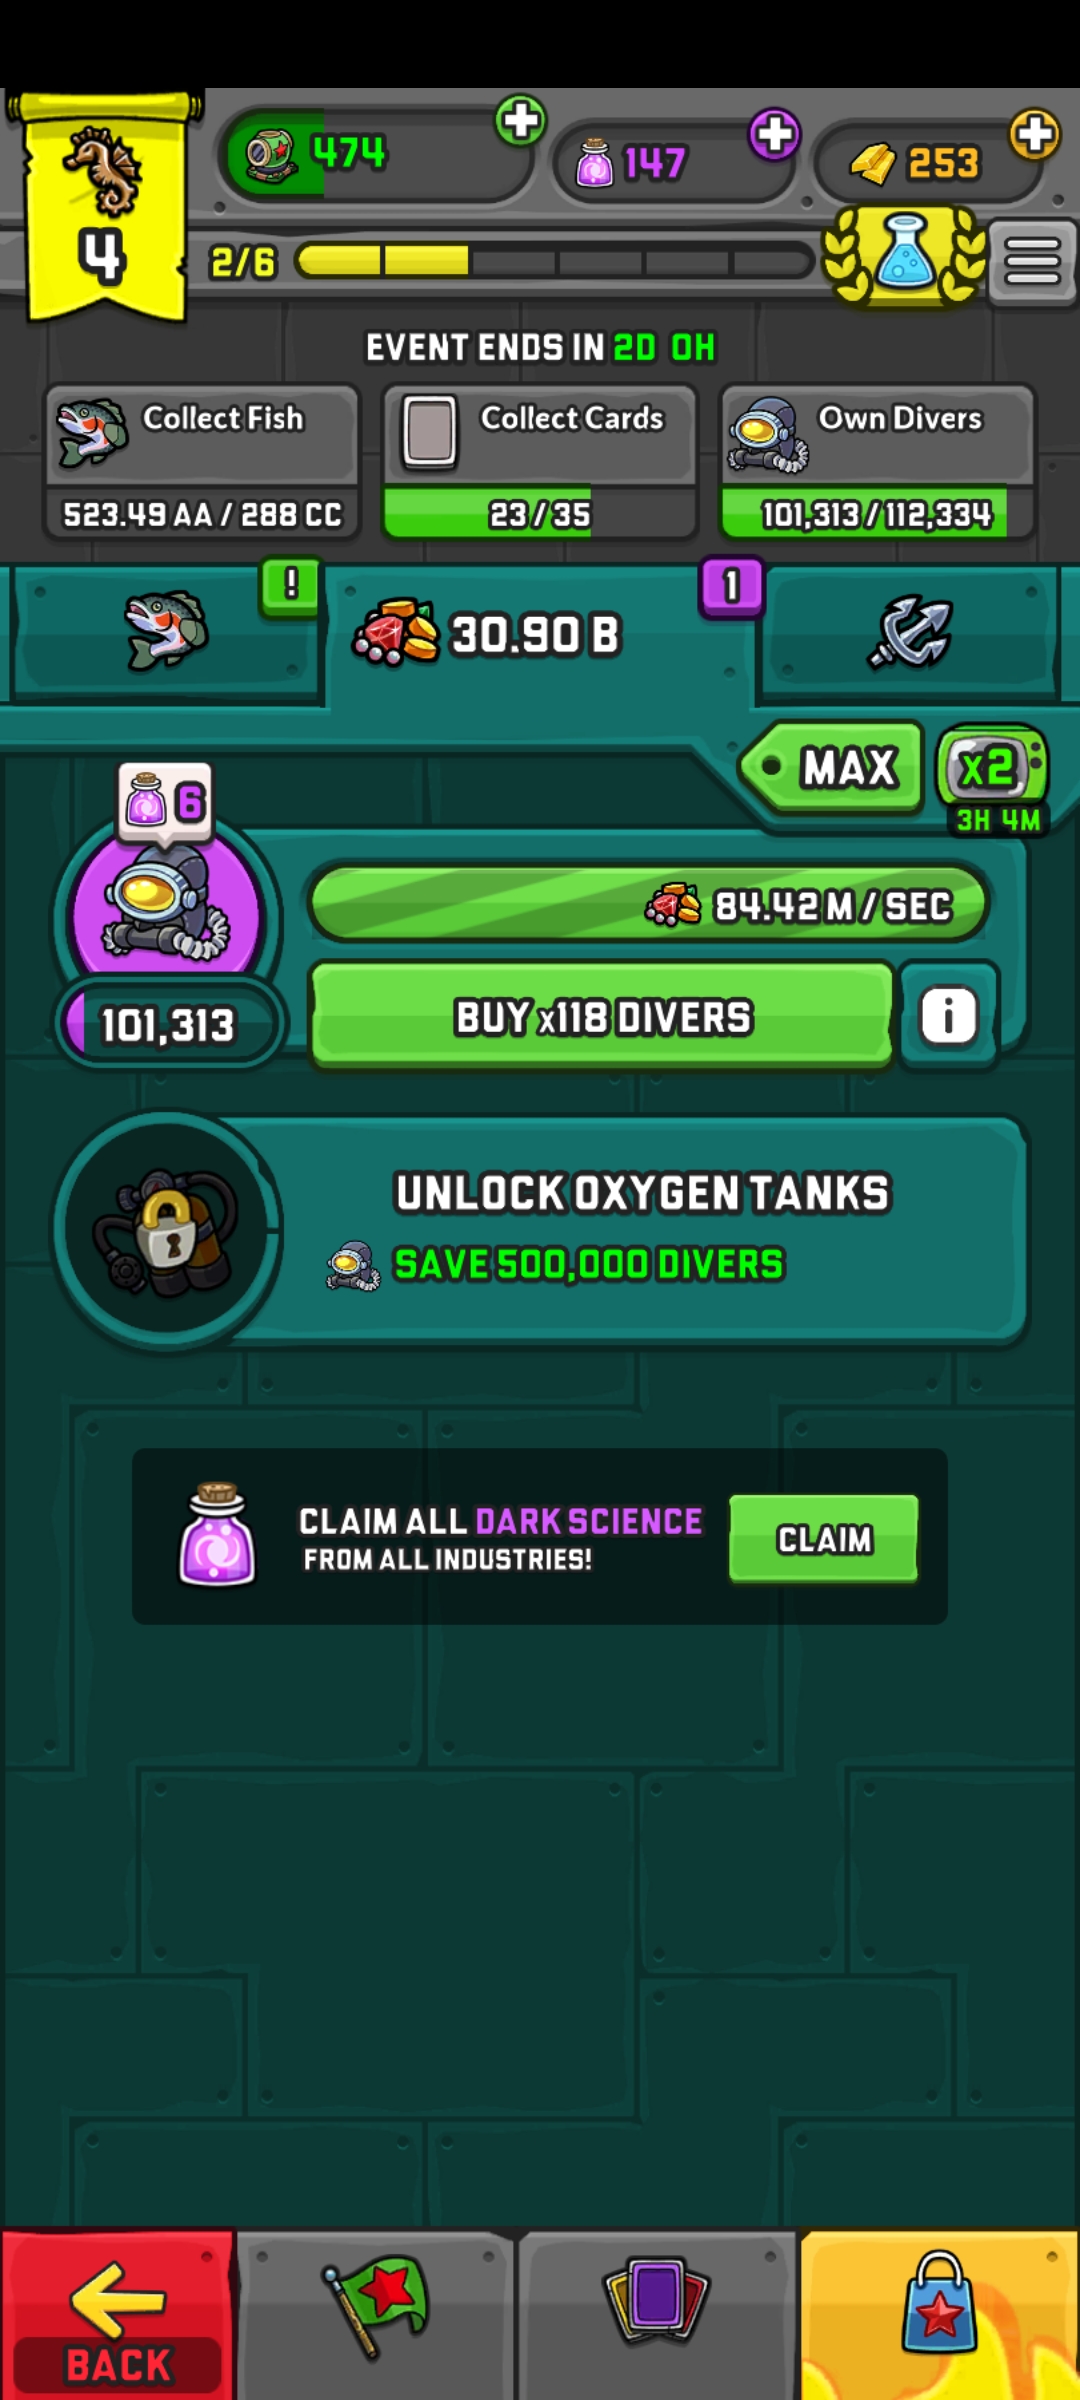 474
147
253
4
2/6
EVENT ENDS IN 2D 0H
Collect Fish
Collect Cards
Own Divers
523.49 AA / 288 CC
23 / 35
101,313 / 112,334
!
1
30.90 B
MAX
x2
3H 4M
6
84.42 M / SEC
101,313
BUY x118 DIVERS
i
UNLOCK OXYGEN TANKS
SAVE 500,000 DIVERS
CLAIM ALL DARK SCIENCE
FROM ALL INDUSTRIES!
CLAIM
BACK